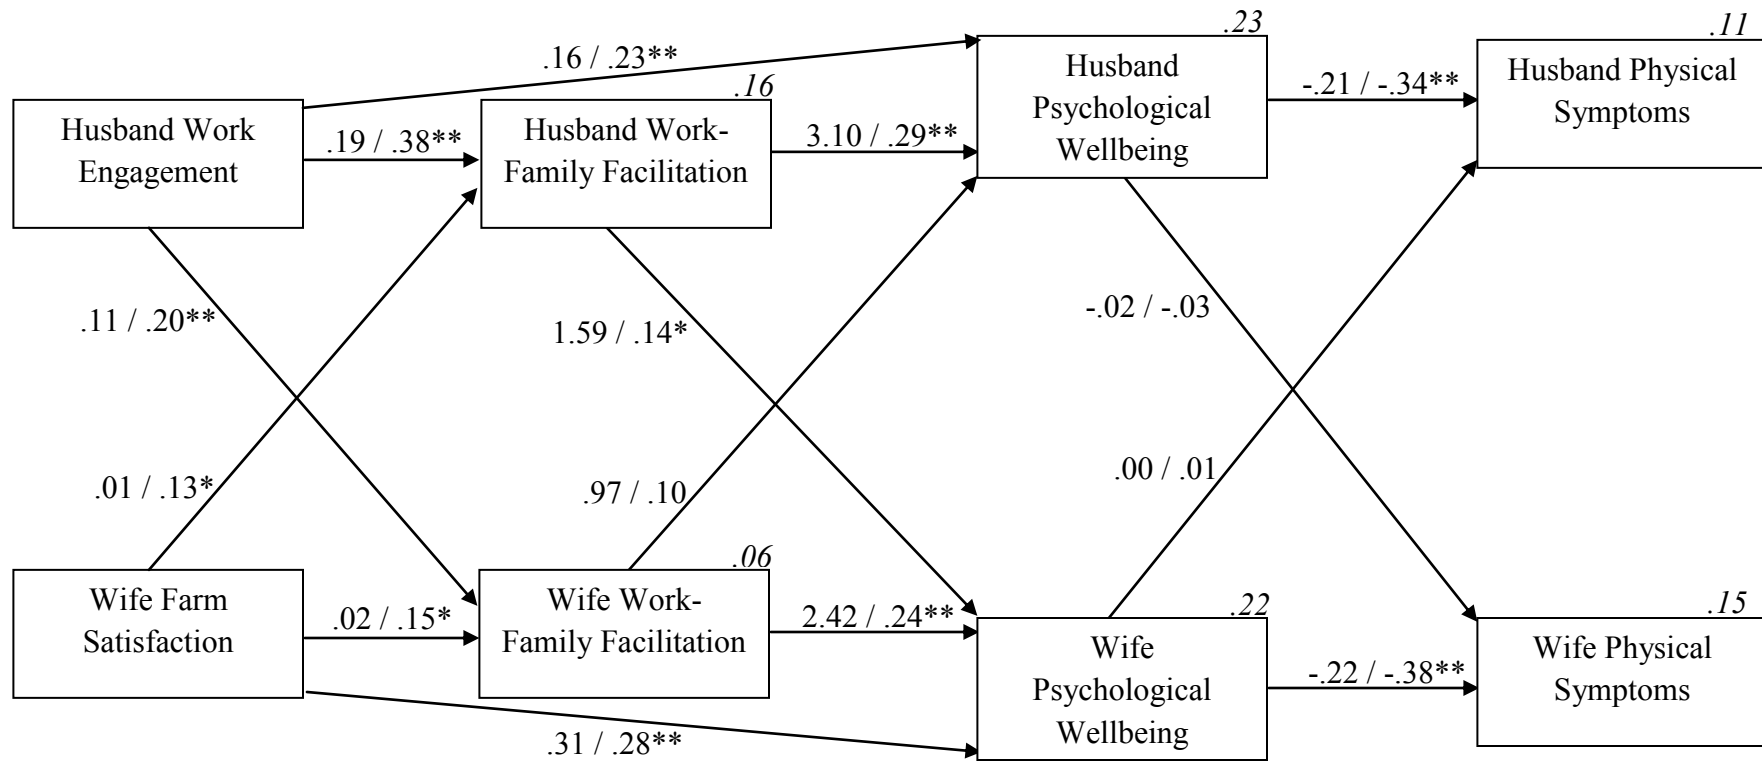 .23
.11
.16 / .23**
Husband
Psychological
Wellbeing
-.21 / -.34**
Husband Physical
Symptoms
.16
Husband Work
Engagement
.19 / .38**
Husband Work-
Family Facilitation
3.10 / .29**
.11 / .20**
1.59 / .14*
-.02 / -.03
.01 / .13*
.97 / .10
.00 / .01
.06
Wife Farm
Satisfaction
.02 / .15*
Wife Work-
Family Facilitation
2.42 / .24**
.22
.15
Wife
Psychological
Wellbeing
-.22 / -.38**
Wife Physical
Symptoms
.31 / .28**